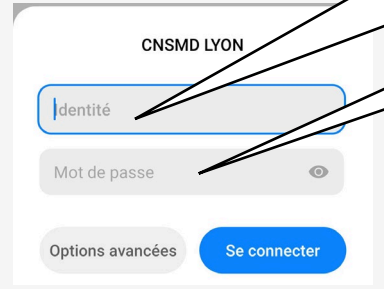 CNSMD LYON
Identité
Mot de passe
Options avancées
Se connecter